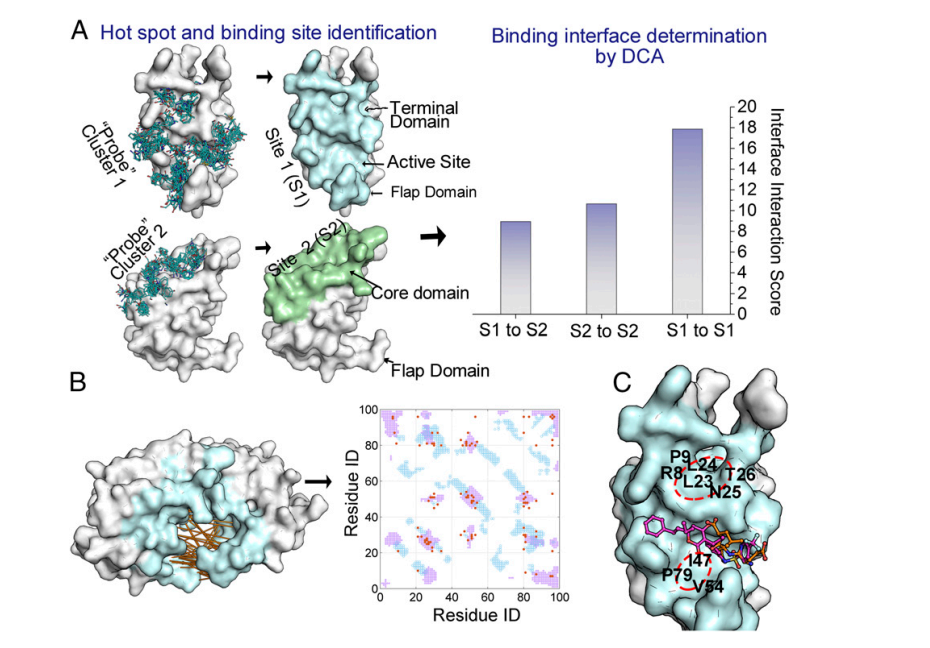 A
Hot spot and binding site identification
"Probe"
Cluster 1
Site 1 (S1)
Terminal
Domain
Active Site
Flap Domain
"Probe"
Cluster 2
Site 2 (S2)
Core domain
Flap Domain
Binding interface determination
by DCA
20
18
16
14
12
10
8
6
4
2
0
Interface Interaction Score
S1 to S2
S2 to S2
S1 to S1
B
Residue ID
100
80
60
40
20
0
0 20 40 60 80 100
Residue ID
C
P9
L24
R8
T26
L23
N25
I47
P79
V54